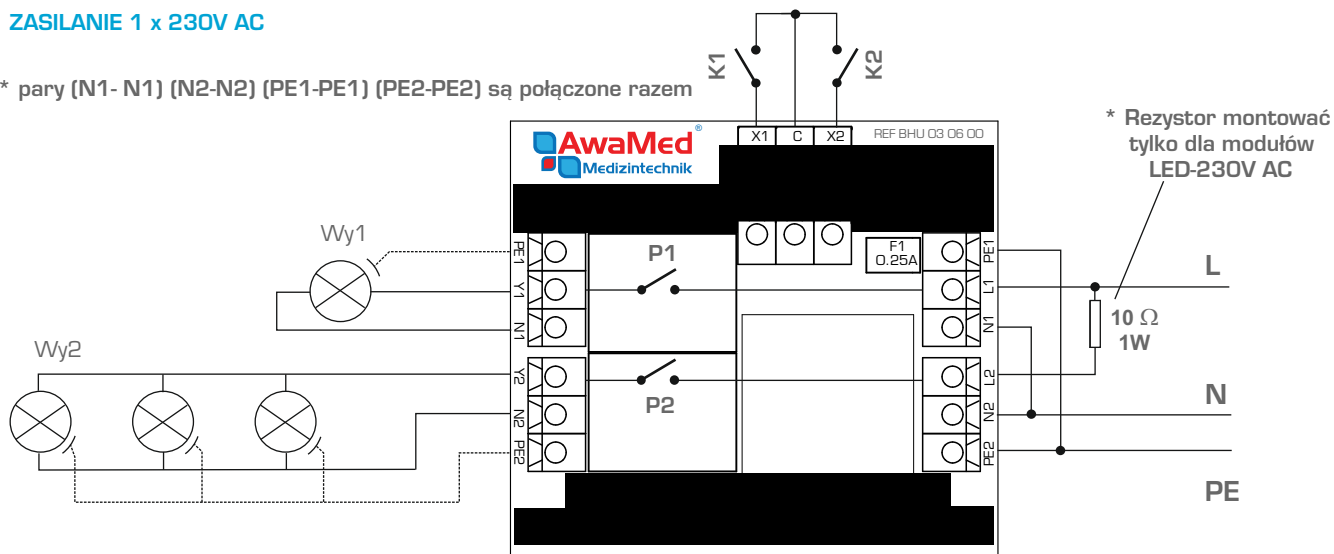 ZASILANIE 1 x 230V AC
* pary (N1- N1) (N2-N2) (PE1-PE1) (PE2-PE2) są połączone razem
K1
K2
X1 C X2
REF BHU 03 06 00
AwaMed®
Medizintechnik
* Rezystor montować
tylko dla modułów
LED-230V AC
Wy1
PE1
Y1
N1
P1
F1
0.25A
PE1
L1
N1
L
10 Ω
1W
Wy2
Y2
N2
PE2
P2
L2
N2
PE2
N
PE